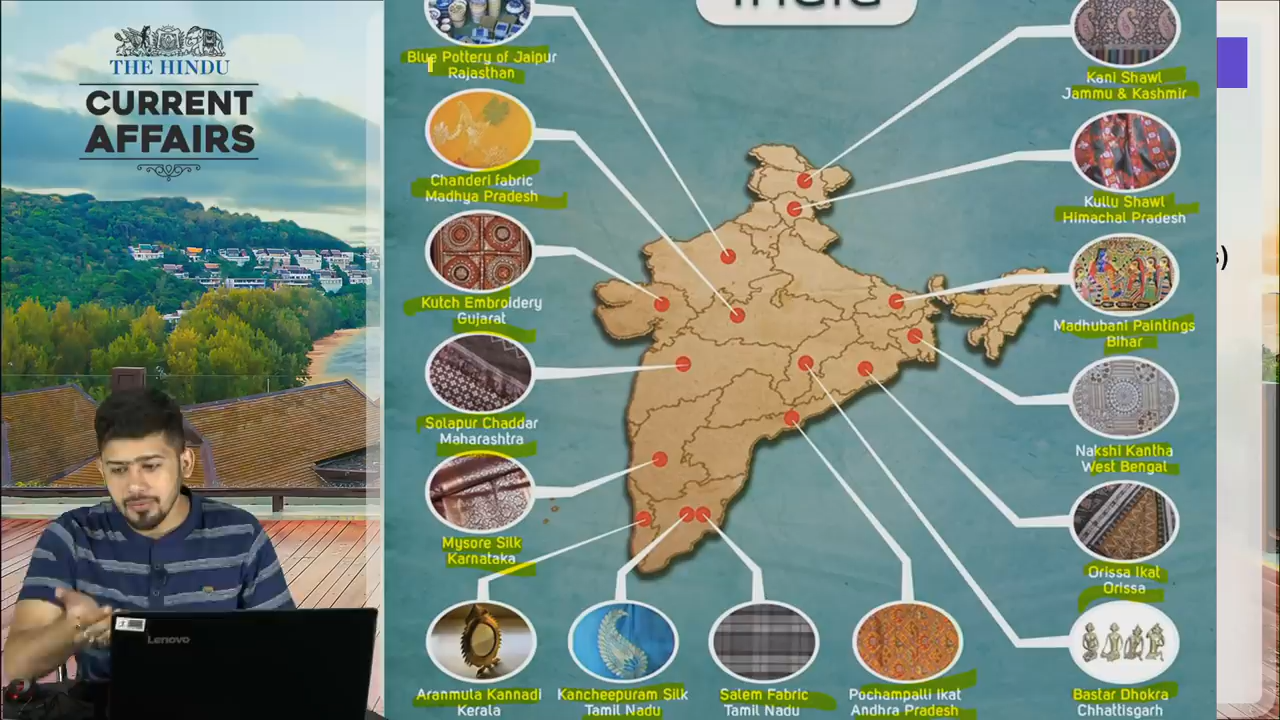 THE HINDU
CURRENT
AFFAIRS
India
Blue Pottery of Jaipur
Rajasthan
Chanderi fabric
Madhya Pradesh
Kutch Embroidery
Gujarat
Solapur Chaddar
Maharashtra
Mysore Silk
Karnataka
Aranmula Kannadi
Kerala
Kancheepuram Silk
Tamil Nadu
Salem Fabric
Tamil Nadu
Pochampalli Ikat
Andhra Pradesh
Kani Shawl
Jammu & Kashmir
Kullu Shawl
Himachal Pradesh
Madhubani Paintings
Bihar
Nakshi Kantha
West Bengal
Orissa Ikat
Orissa
Bastar Dhokra
Chhattisgarh
Lenovo